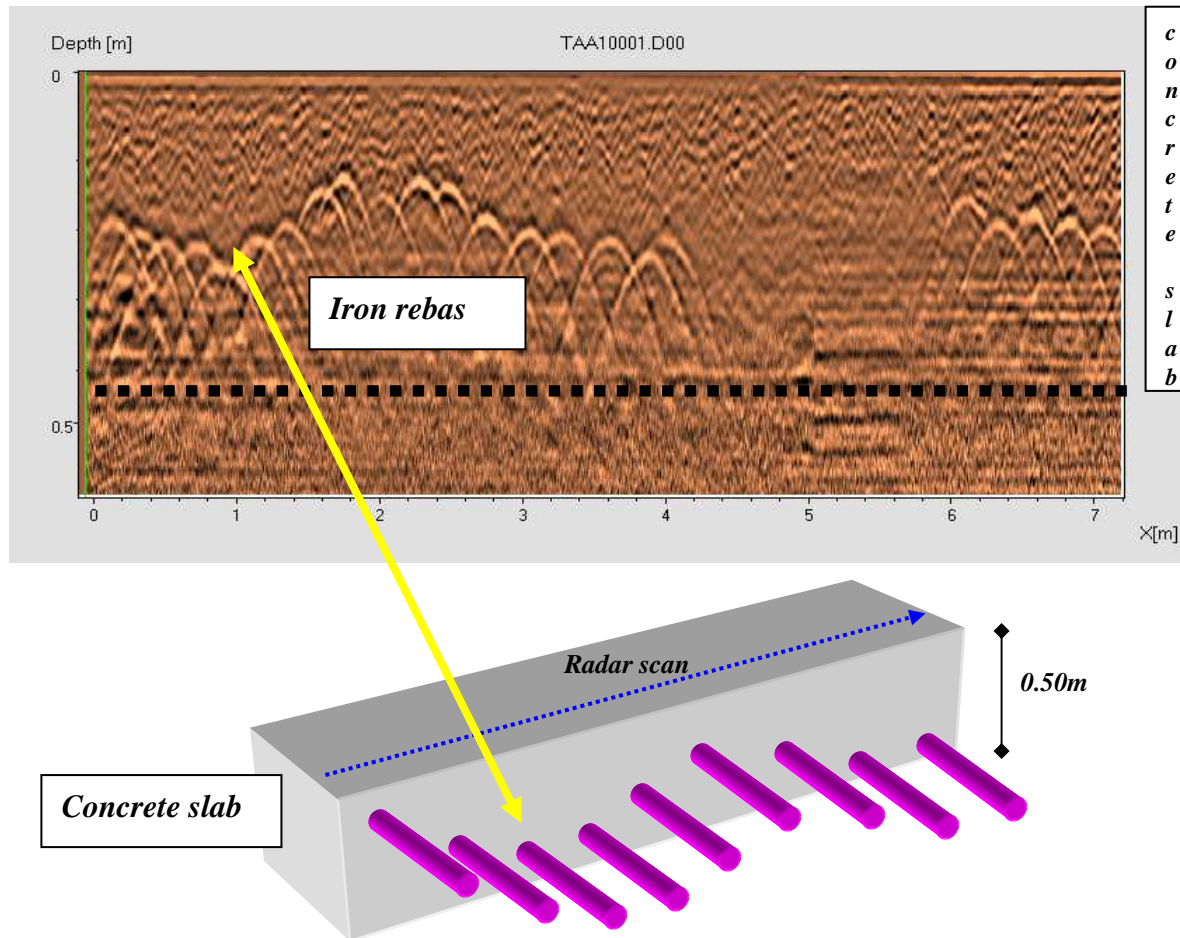 Depth [m]
TAA10001.D00
0
0.5
0 1 2 3 4 5 6 7
X[m]
c
o
n
c
r
e
t
e
s
l
a
b
Iron rebas
Radar scan
0.50m
Concrete slab